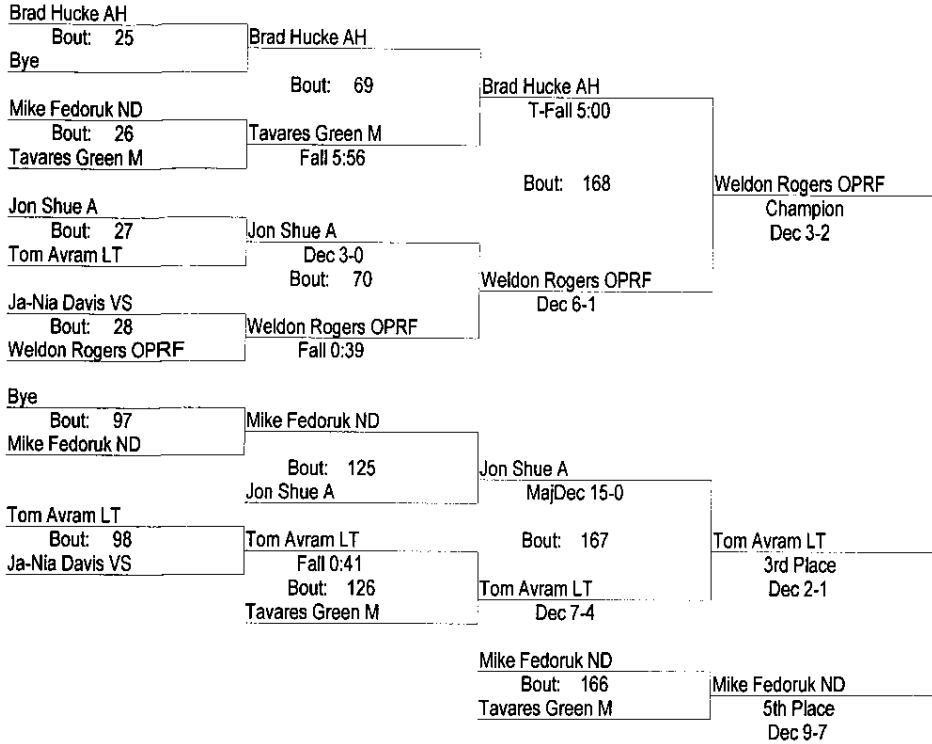 Brad Hucke AH
Bout: 25
Bye
Brad Hucke AH
Bout: 69
Mike Fedoruk ND
Bout: 26
Tavares Green M
Tavares Green M
Fall 5:56
Brad Hucke AH
T-Fall 5:00
Bout: 168
Jon Shue A
Bout: 27
Tom Avram LT
Jon Shue A
Dec 3-0
Bout: 70
Ja-Nia Davis VS
Bout: 28
Weldon Rogers OPRF
Weldon Rogers OPRF
Fall 0:39
Weldon Rogers OPRF
Dec 6-1
Weldon Rogers OPRF
Champion
Dec 3-2
Bye
Bout: 97
Mike Fedoruk ND
Mike Fedoruk ND
Bout: 125
Jon Shue A
Jon Shue A
MajDec 15-0
Bout: 167
Tom Avram LT
Bout: 98
Ja-Nia Davis VS
Tom Avram LT
Fall 0:41
Bout: 126
Tavares Green M
Tom Avram LT
Dec 7-4
Tom Avram LT
3rd Place
Dec 2-1
Mike Fedoruk ND
Bout: 166
Tavares Green M
Mike Fedoruk ND
5th Place
Dec 9-7